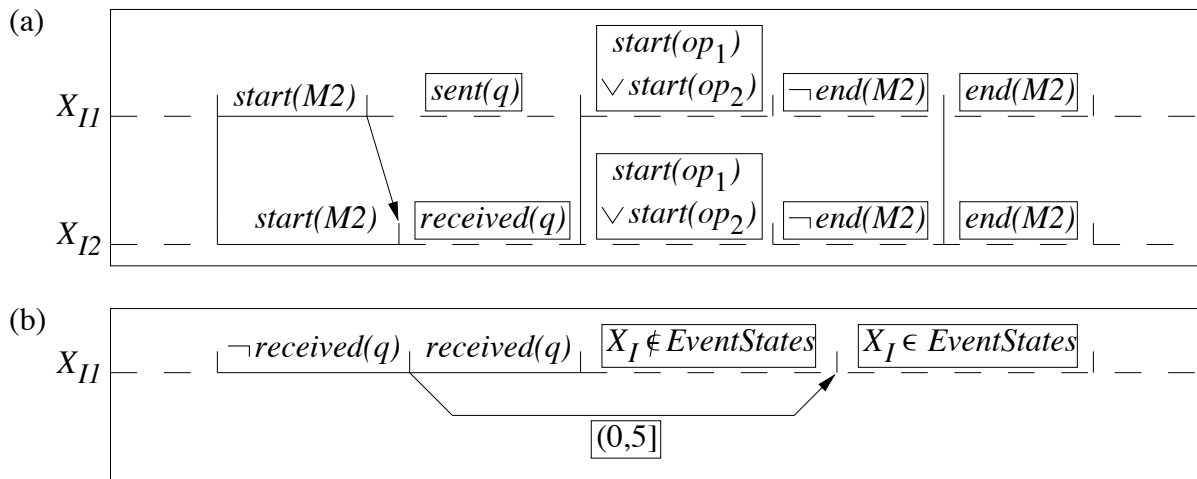 (a)
start(op₁)
∨ start(op₂)
start(M2) sent(q) ¬end(M2) end(M2)
X_I1
start(op₁)
∨ start(op₂)
start(M2) received(q) ¬end(M2) end(M2)
X_I2
(b)
¬received(q) received(q) X_I ∉ EventStates X_I ∈ EventStates
X_I1
(0,5]